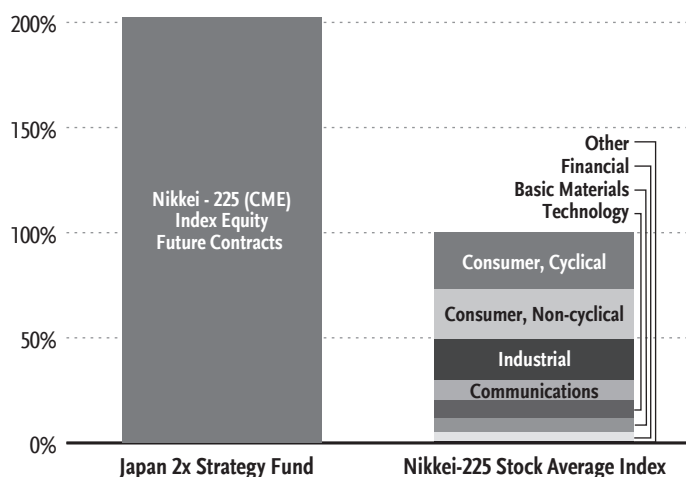 200%
150%
100%
50%
0%
Nikkei - 225 (CME)
Index Equity
Future Contracts
Other
Financial
Basic Materials
Technology
Consumer, Cyclical
Consumer, Non-cyclical
Industrial
Communications
Japan 2x Strategy Fund
Nikkei-225 Stock Average Index